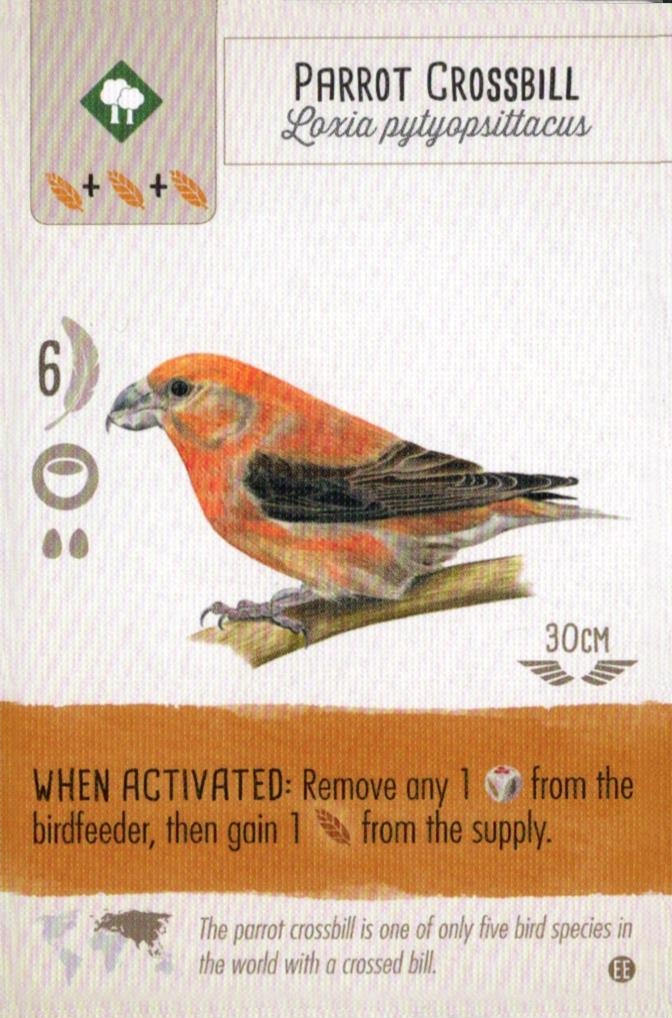 PARROT CROSSBILL
Loxia pytyopsittacus
+ +
6
30CM
WHEN ACTIVATED: Remove any 1 from the
birdfeeder, then gain 1 from the supply.
The parrot crossbill is one of only five bird species in
the world with a crossed bill.
EE